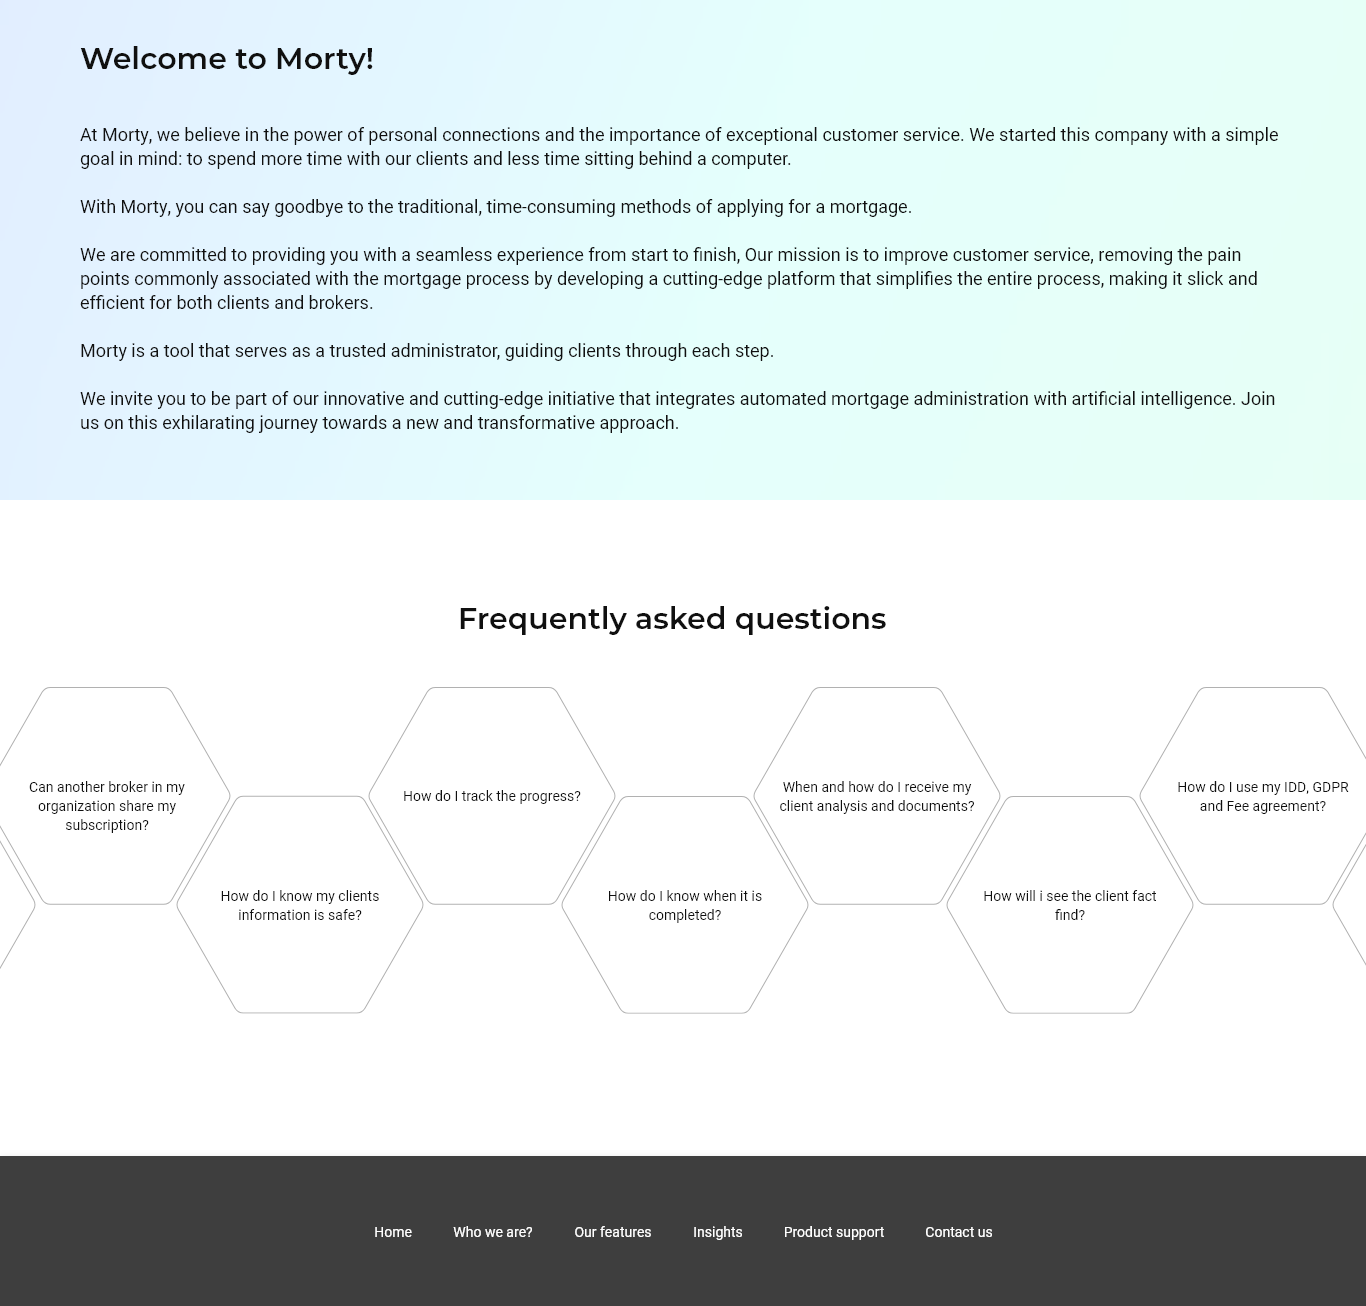 Welcome to Morty!
At Morty, we believe in the power of personal connections and the importance of exceptional customer service. We started this company with a simple
goal in mind: to spend more time with our clients and less time sitting behind a computer.
With Morty, you can say goodbye to the traditional, time-consuming methods of applying for a mortgage.
We are committed to providing you with a seamless experience from start to finish, Our mission is to improve customer service, removing the pain
points commonly associated with the mortgage process by developing a cutting-edge platform that simplifies the entire process, making it slick and
efficient for both clients and brokers.
Morty is a tool that serves as a trusted administrator, guiding clients through each step.
We invite you to be part of our innovative and cutting-edge initiative that integrates automated mortgage administration with artificial intelligence. Join
us on this exhilarating journey towards a new and transformative approach.
Frequently asked questions
Can another broker in my
organization share my
subscription?
How do I know my clients
information is safe?
How do I track the progress?
How do I know when it is
completed?
When and how do I receive my
client analysis and documents?
How will i see the client fact
find?
How do I use my IDD, GDPR
and Fee agreement?
Home
Who we are?
Our features
Insights
Product support
Contact us